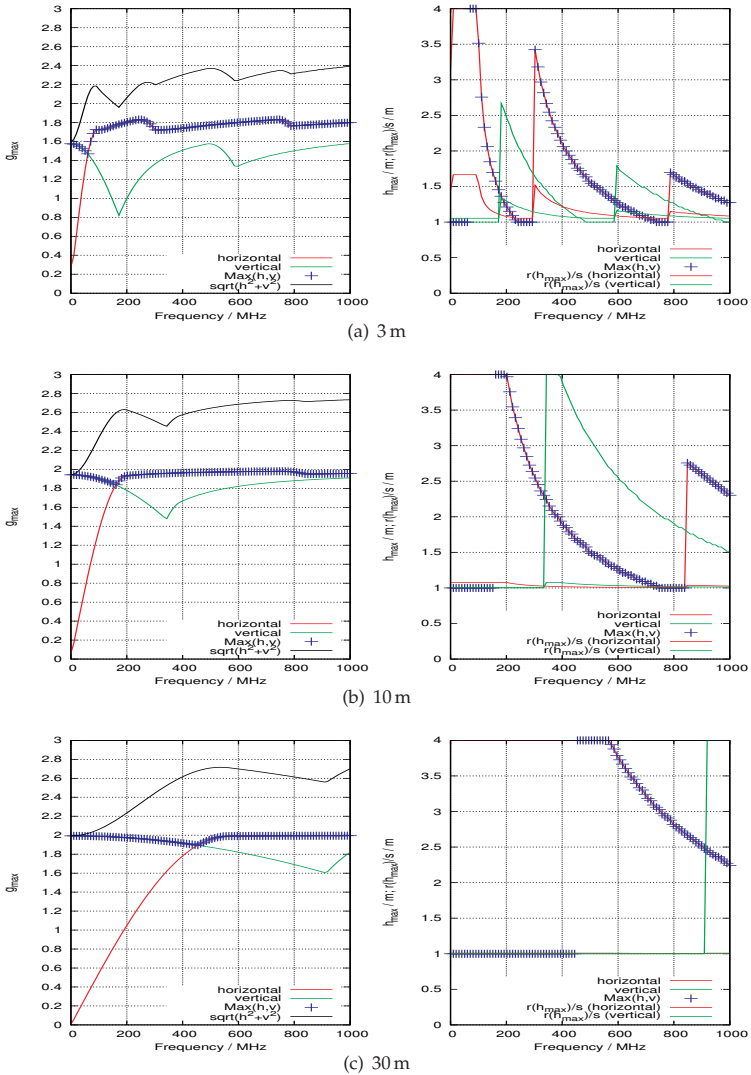 3
2.8
2.6
2.4
2.2
2
1.8
1.6
1.4
1.2
1
0.8
0.6
0.4
0.2
0
gmax
0 200 400 600 800 1000
Frequency / MHz
horizontal
vertical
Max(h,v)
sqrt(h²+v²)
4
3.5
3
2.5
2
1.5
1
0.5
0
hmax / m; r(hmax)/s / m
0 200 400 600 800 1000
Frequency / MHz
horizontal
vertical
Max(h,v)
r(hmax)/s (horizontal)
r(hmax)/s (vertical)
(a) 3 m
3
2.8
2.6
2.4
2.2
2
1.8
1.6
1.4
1.2
1
0.8
0.6
0.4
0.2
0
gmax
0 200 400 600 800 1000
Frequency / MHz
horizontal
vertical
Max(h,v)
sqrt(h²+v²)
4
3.5
3
2.5
2
1.5
1
0.5
0
hmax / m; r(hmax)/s / m
0 200 400 600 800 1000
Frequency / MHz
horizontal
vertical
Max(h,v)
r(hmax)/s (horizontal)
r(hmax)/s (vertical)
(b) 10 m
3
2.8
2.6
2.4
2.2
2
1.8
1.6
1.4
1.2
1
0.8
0.6
0.4
0.2
0
gmax
0 200 400 600 800 1000
Frequency / MHz
horizontal
vertical
Max(h,v)
sqrt(h²+v²)
4
3.5
3
2.5
2
1.5
1
0.5
0
hmax / m; r(hmax)/s / m
0 200 400 600 800 1000
Frequency / MHz
horizontal
vertical
Max(h,v)
r(hmax)/s (horizontal)
r(hmax)/s (vertical)
(c) 30 m